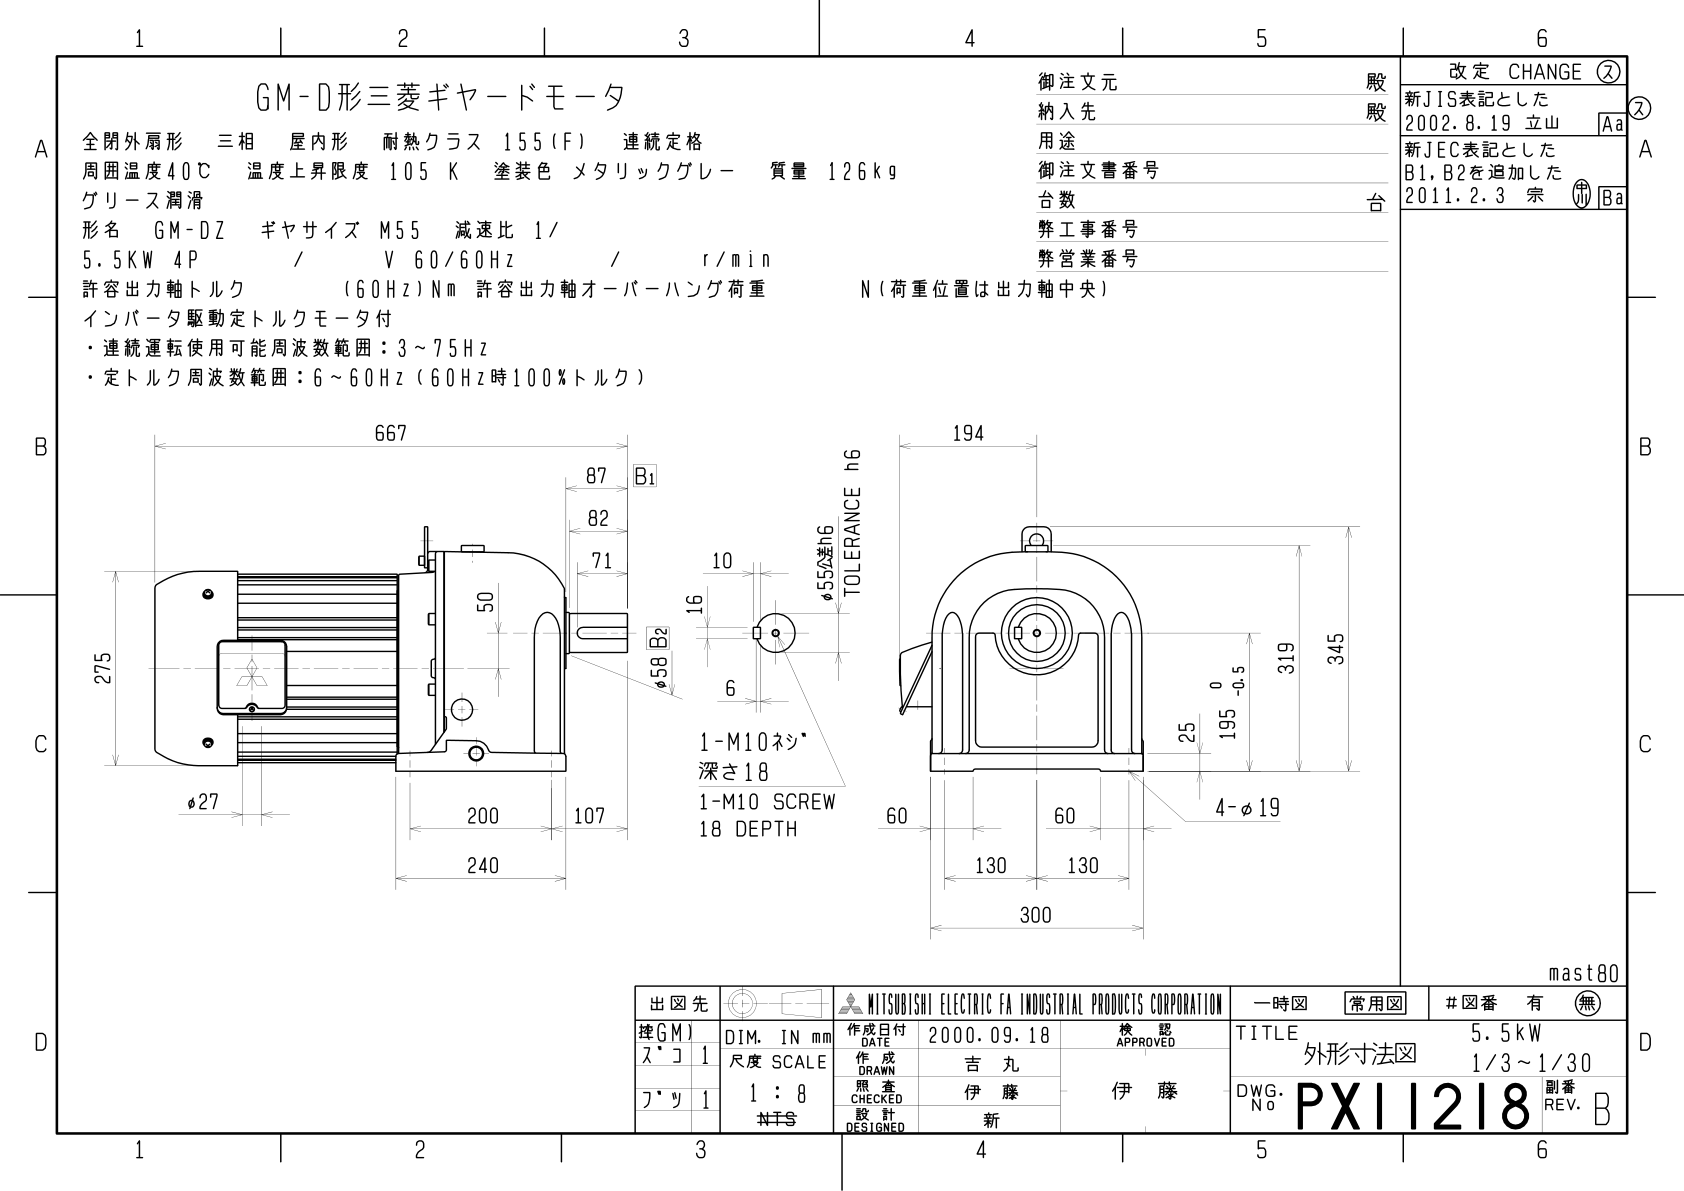 1 2 3 4 5 6
GM-D形三菱ギヤードモータ
全閉外扇形 三相 屋内形 耐熱クラス 155(F) 連続定格
周囲温度40℃ 温度上昇限度 105 K 塗装色 メタリックグレー 質量 126kg
グリース潤滑
形名 GM-DZ ギヤサイズ M55 減速比 1/
5.5KW 4P / V 60/60Hz / r/min
許容出力軸トルク (60Hz)Nm 許容出力軸オーバーハング荷重 N(荷重位置は出力軸中央)
インバータ駆動定トルクモータ付
・連続運転使用可能周波数範囲：3～75Hz
・定トルク周波数範囲：6～60Hz(60Hz時100%トルク)
御注文元 殿
納入先 殿
用途
御注文書番号
台数 台
弊工事番号
弊営業番号
改定 CHANGE ス
新JIS表記とした
2002.8.19 立山 Aa
ス
新JEC表記とした
B1,B2を追加した
2011.2.3 宗 Ba
A
B
C
D
A
B
C
D
667
87 B1
82
71
50
275
B2
φ58
φ27
200
107
240
10
16
6
φ55公差h6
TOLERANCE h6
1-M10ネジ
深さ18
1-M10 SCREW
18 DEPTH
194
345
319
0
195 -0.5
25
4-φ19
60
60
130
130
300
mast80
出図先
控GM)
スﾞコ 1
ブツ 1
DIM. IN mm
尺度 SCALE
1 : 8
NTS
MITSUBISHI ELECTRIC FA INDUSTRIAL PRODUCTS CORPORATION
作成日付
DATE
2000.09.18
作成
DRAWN
吉丸
照査
CHECKED
伊藤
設計
DESIGNED
新
検認
APPROVED
伊藤
一時図 常用図 #図番 有 無
TITLE 5.5kW
外形寸法図 1/3～1/30
DWG.
No
PX11218
副番
REV.
B
1 2 3 4 5 6